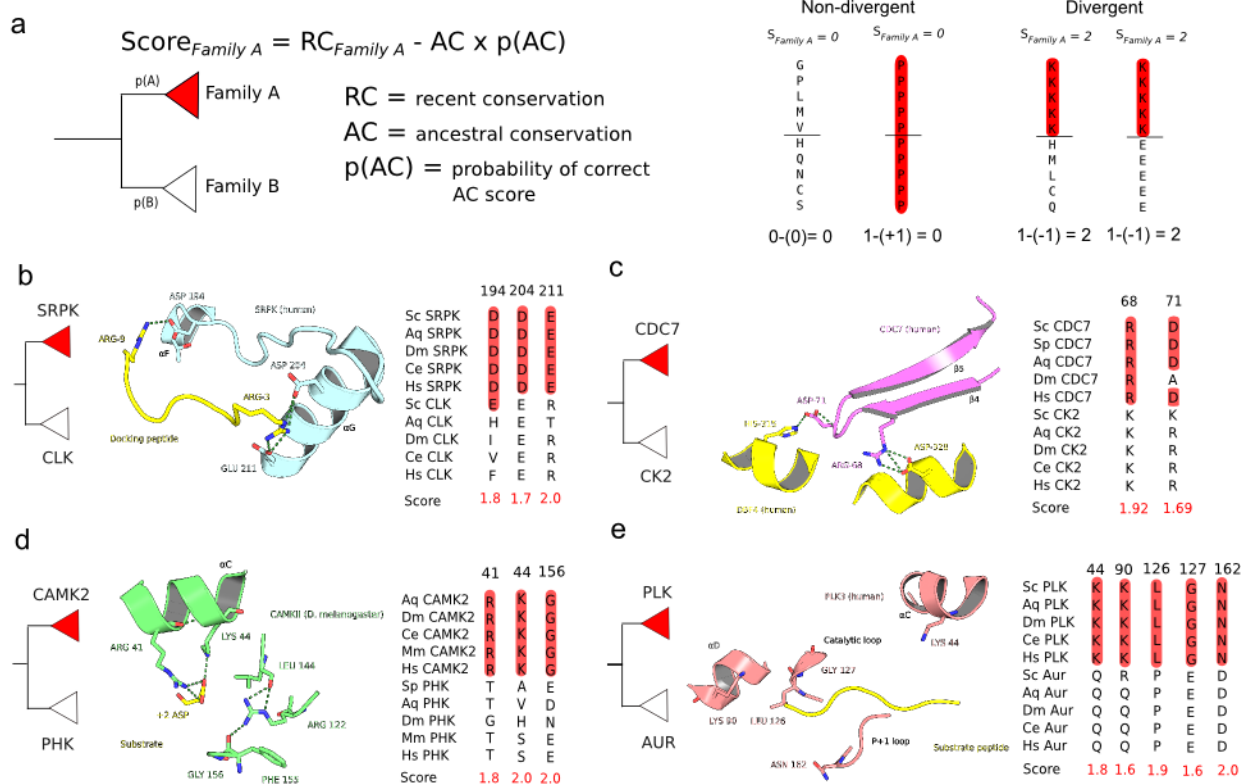 a
Score Family A = RC Family A - AC x p(AC)
p(A)
Family A
p(B)
Family B
RC = recent conservation
AC = ancestral conservation
p(AC) = probability of correct
AC score
Non-divergent
Divergent
S Family A = 0
S Family A = 0
S Family A = 2
S Family A = 2
G P K K
P P K K
L P K K
M P K K
V P K K
H P H E
Q P M E
N P L E
C P C E
S P Q E
0-(0)= 0
1-(+1) = 0
1-(-1) = 2
1-(-1) = 2
b
SRPK
CLK
ASP 194
SRPK (human)
ARG-9
αF
ASP 204
ARG-3
αG
Docking peptide
GLU 211
194 204 211
Sc SRPK D D E
Aq SRPK D D E
Dm SRPK D D E
Ce SRPK D D E
Hs SRPK D D E
Sc CLK E E R
Aq CLK H E T
Dm CLK I E R
Ce CLK V E R
Hs CLK F E R
Score 1.8 1.7 2.0
c
CDC7
CK2
CDC7 (human)
β5
ASP-71
β4
ARG-68
ASP-328
68 71
Sc CDC7 R D
Sp CDC7 R D
Aq CDC7 R D
Dm CDC7 R A
Hs CDC7 R D
Sc CK2 K K
Aq CK2 K R
Dm CK2 K R
Ce CK2 K R
Hs CK2 K R
Score 1.92 1.69
d
CAMK2
PHK
αC
CAMKII (D. melanogaster)
ARG 41
LYS 44
LEU 144
+2 ASP
ARG 122
Substrate
GLY 156
PHE 155
41 44 156
Aq CAMK2 R K G
Dm CAMK2 R K G
Ce CAMK2 R K G
Mm CAMK2 R K G
Hs CAMK2 R K G
Sp PHK T A E
Aq PHK T V D
Dm PHK G H N
Mm PHK T S E
Hs PHK T S E
Score 1.8 2.0 2.0
e
PLK
AUR
PLK3 (human)
αC
LYS 44
αD
Catalytic loop
GLY 127
LYS 90
LEU 126
P+1 loop
Substrate peptide
ASN 162
44 90 126 127 162
Sc PLK K K L G N
Aq PLK K K L G N
Dm PLK K K L G N
Ce PLK K K L G N
Hs PLK K K L G N
Sc Aur Q R P E D
Aq Aur Q Q P E D
Dm Aur Q Q P E D
Ce Aur Q Q P E D
Hs Aur Q Q P E D
Score 1.8 1.6 1.9 1.6 2.0